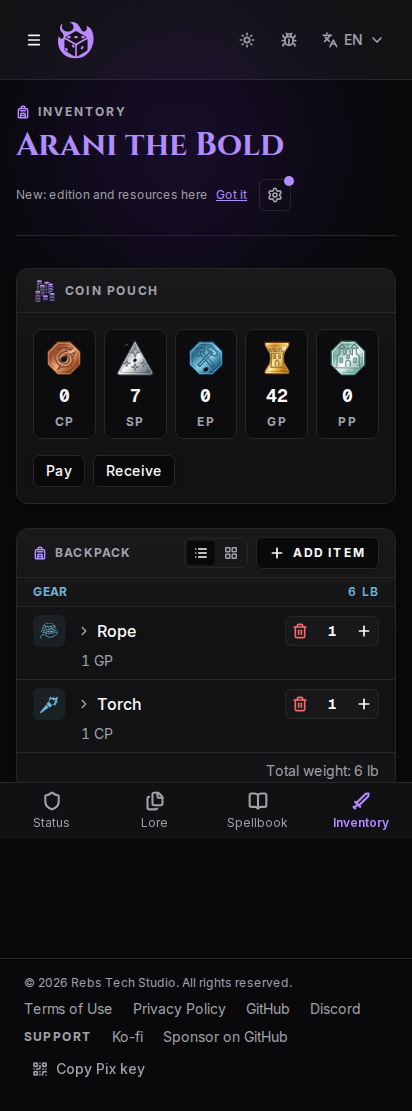 EN
INVENTORY
Arani the Bold
New: edition and resources here Got it
COIN POUCH
0 7 0 42 0
CP SP EP GP PP
Pay Receive
BACKPACK ADD ITEM
GEAR 6 LB
Rope 1
1 GP
Torch 1
1 CP
Total weight: 6 lb
Status Lore Spellbook Inventory
© 2026 Rebs Tech Studio. All rights reserved.
Terms of Use Privacy Policy GitHub Discord
SUPPORT Ko-fi Sponsor on GitHub
Copy Pix key